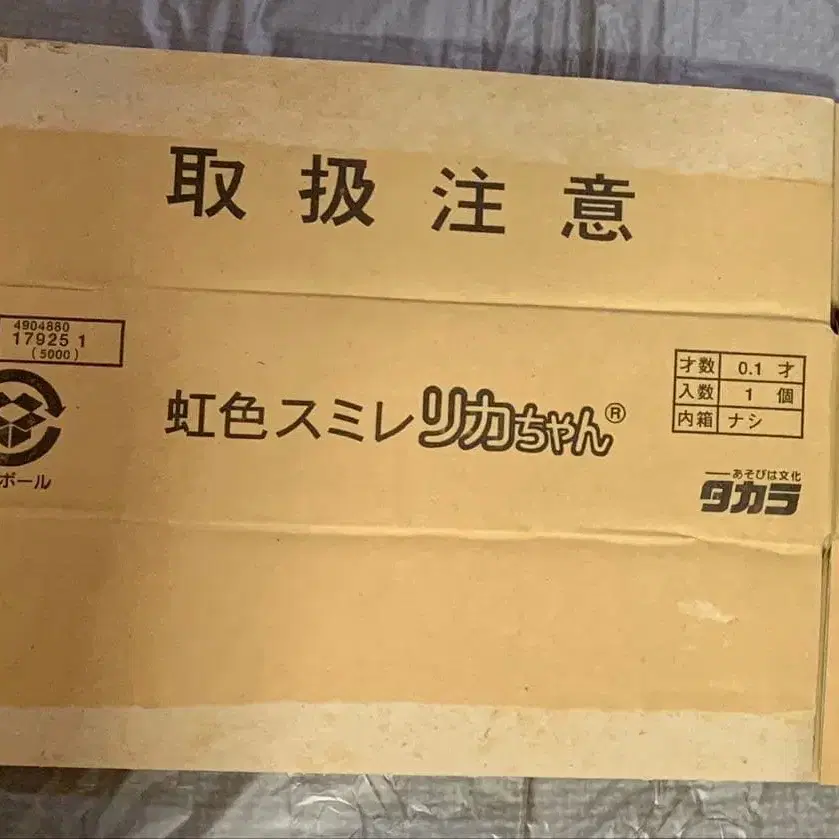 取扱注意
4904880
17925 1
(5000)
虹色スミレリカちゃん®
才数 0.1 才
入数 1 個
内箱 ナシ
ボール
あそびは文化
タカラ